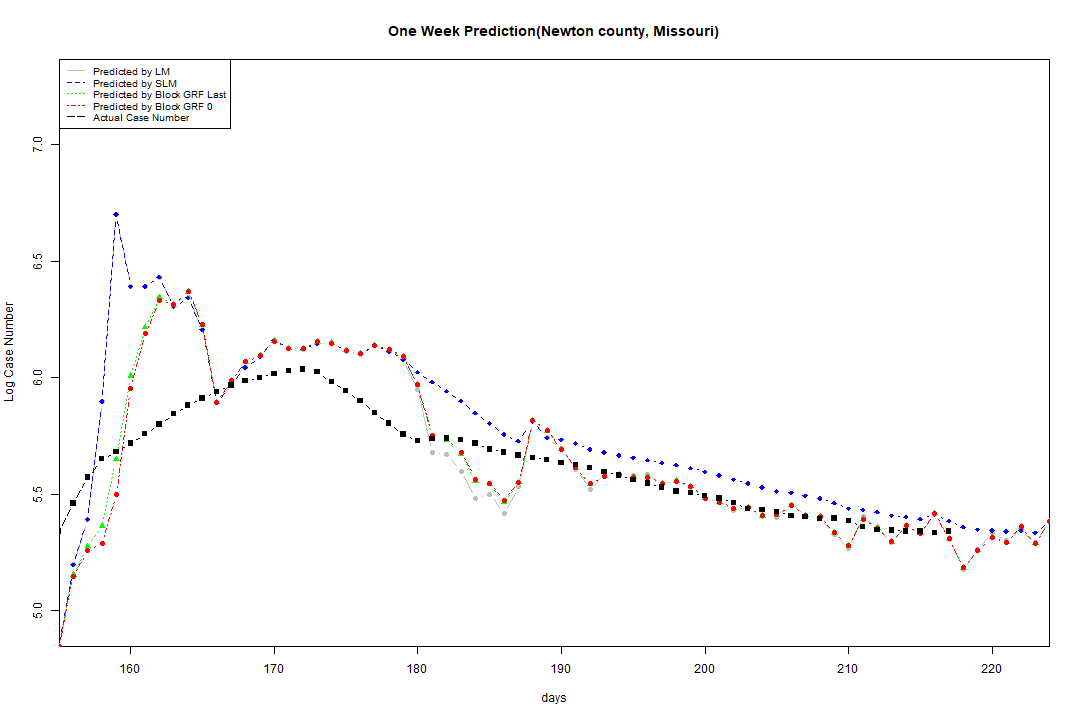 One Week Prediction(Newton county, Missouri)
Predicted by LM
Predicted by SLM
Predicted by Block GRF Last
Predicted by Block GRF 0
Actual Case Number
7.0
6.5
6.0
5.5
5.0
Log Case Number
160 170 180 190 200 210 220
days